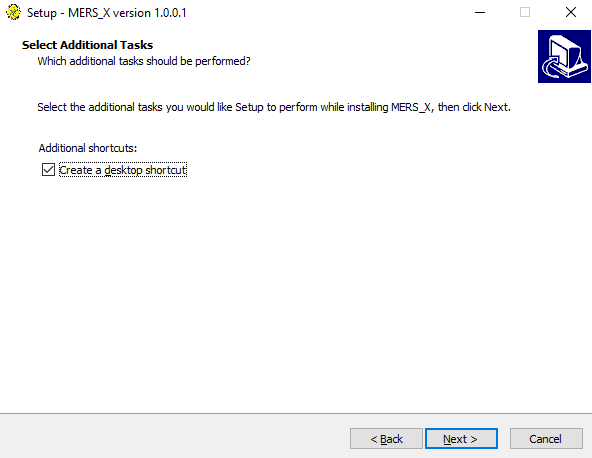 Setup - MERS_X version 1.0.0.1
Select Additional Tasks
Which additional tasks should be performed?
Select the additional tasks you would like Setup to perform while installing MERS_X, then click Next.
Additional shortcuts:
Create a desktop shortcut
< Back Next > Cancel